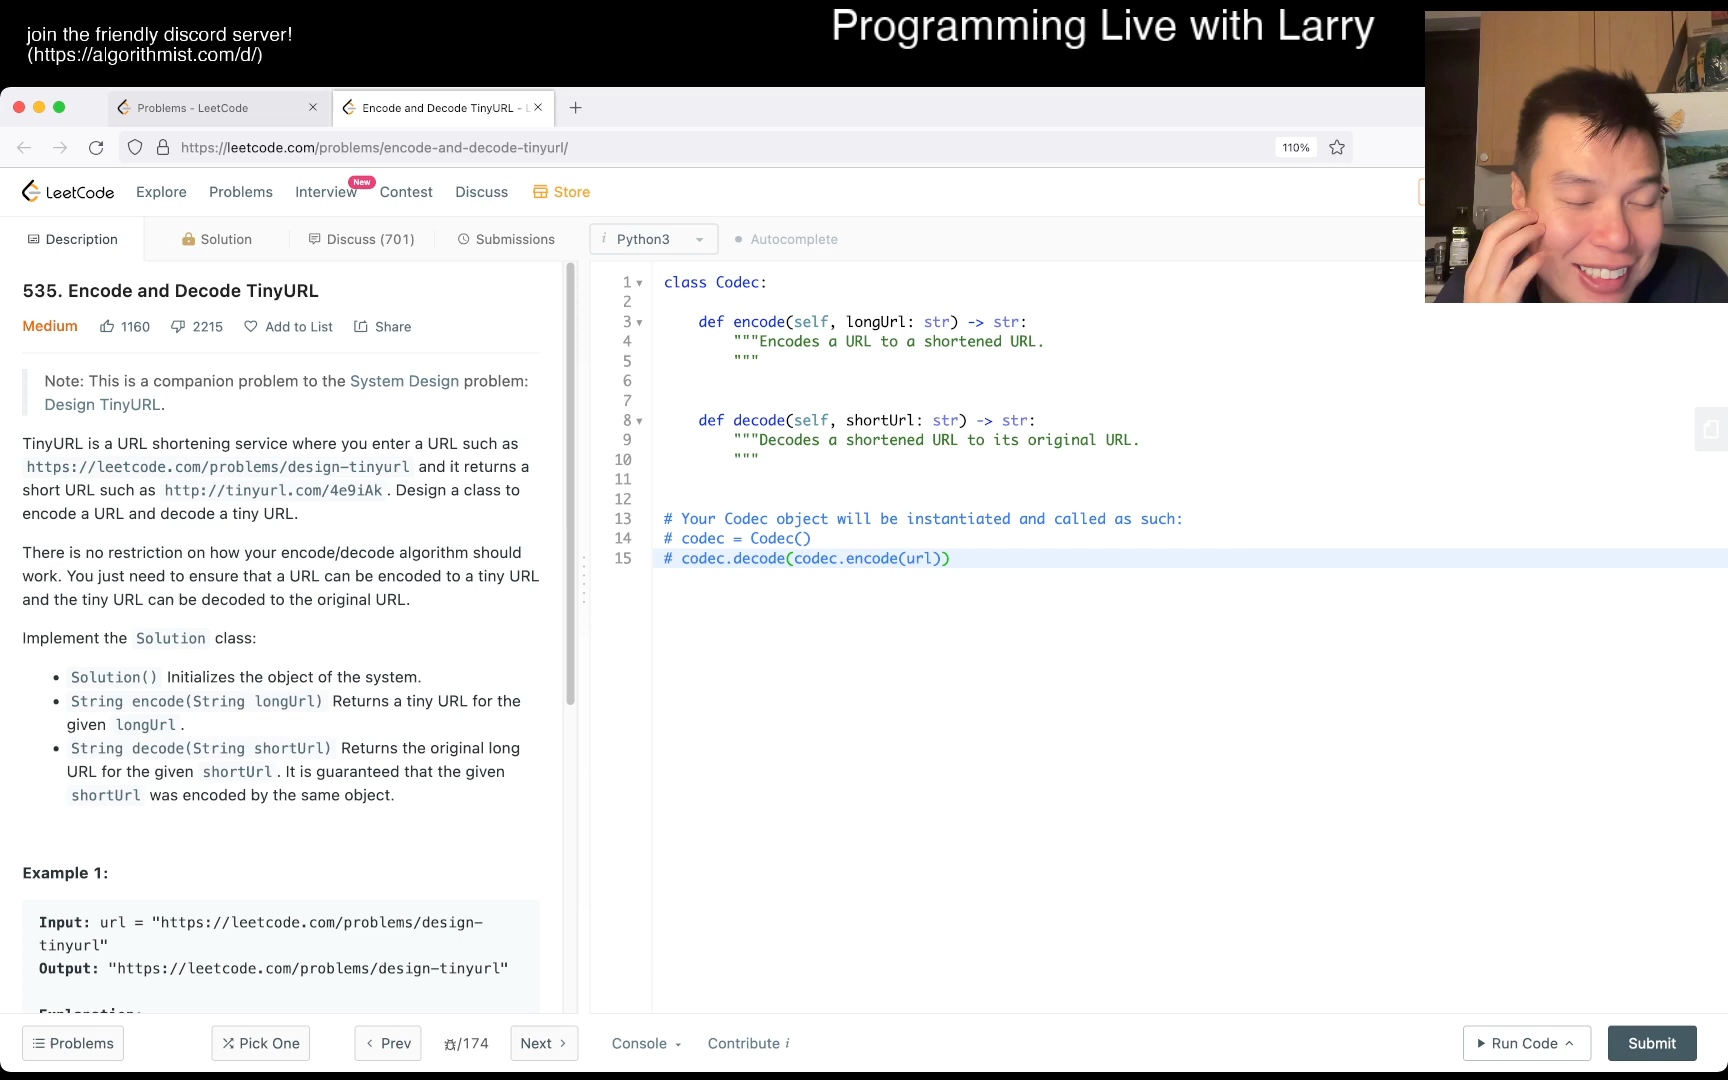 join the friendly discord server!
(https://algorithmist.com/d/)
Programming Live with Larry
Problems - LeetCode
Encode and Decode TinyURL - L
https://leetcode.com/problems/encode-and-decode-tinyurl/
110%
LeetCode
Explore
Problems
Interview
New
Contest
Discuss
Store
Description
Solution
Discuss (701)
Submissions
i Python3
Autocomplete
535. Encode and Decode TinyURL
Medium
1160
2215
Add to List
Share
Note: This is a companion problem to the System Design problem:
Design TinyURL.
TinyURL is a URL shortening service where you enter a URL such as
https://leetcode.com/problems/design-tinyurl and it returns a
short URL such as http://tinyurl.com/4e9iAk. Design a class to
encode a URL and decode a tiny URL.
There is no restriction on how your encode/decode algorithm should
work. You just need to ensure that a URL can be encoded to a tiny URL
and the tiny URL can be decoded to the original URL.
Implement the Solution class:
• Solution() Initializes the object of the system.
• String encode(String longUrl) Returns a tiny URL for the
given longUrl.
• String decode(String shortUrl) Returns the original long
URL for the given shortUrl. It is guaranteed that the given
shortUrl was encoded by the same object.
Example 1:
Input: url = "https://leetcode.com/problems/design-
tinyurl"
Output: "https://leetcode.com/problems/design-tinyurl"
1 class Codec:
2
3 def encode(self, longUrl: str) -> str:
4 """Encodes a URL to a shortened URL.
5 """
6
7
8 def decode(self, shortUrl: str) -> str:
9 """Decodes a shortened URL to its original URL.
10 """
11
12
13 # Your Codec object will be instantiated and called as such:
14 # codec = Codec()
15 # codec.decode(codec.encode(url))
Problems
Pick One
Prev
/174
Next
Console
Contribute i
Run Code
Submit